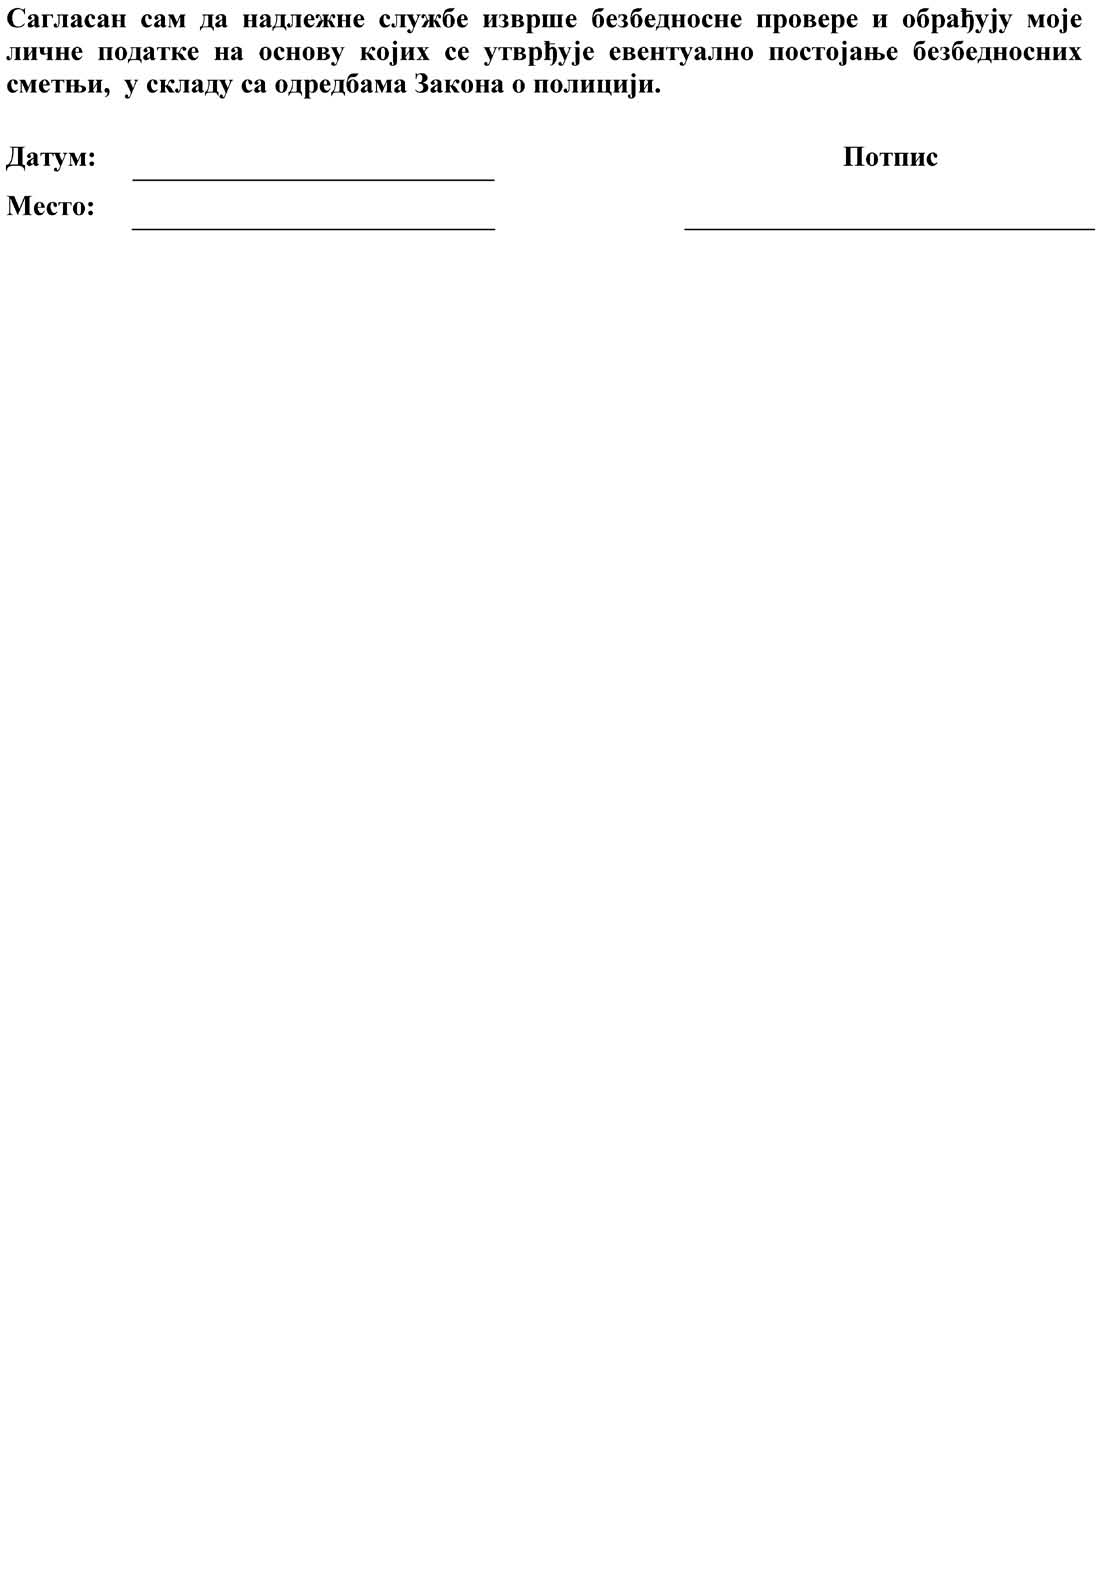 Сагласан сам да надлежне службе изврше безбедносне провере и обрађују моје
личне податке на основу којих се утврђује евентуално постојање безбедносних
сметњи, у складу са одредбама Закона о полицији.
Датум: Потпис
Место: